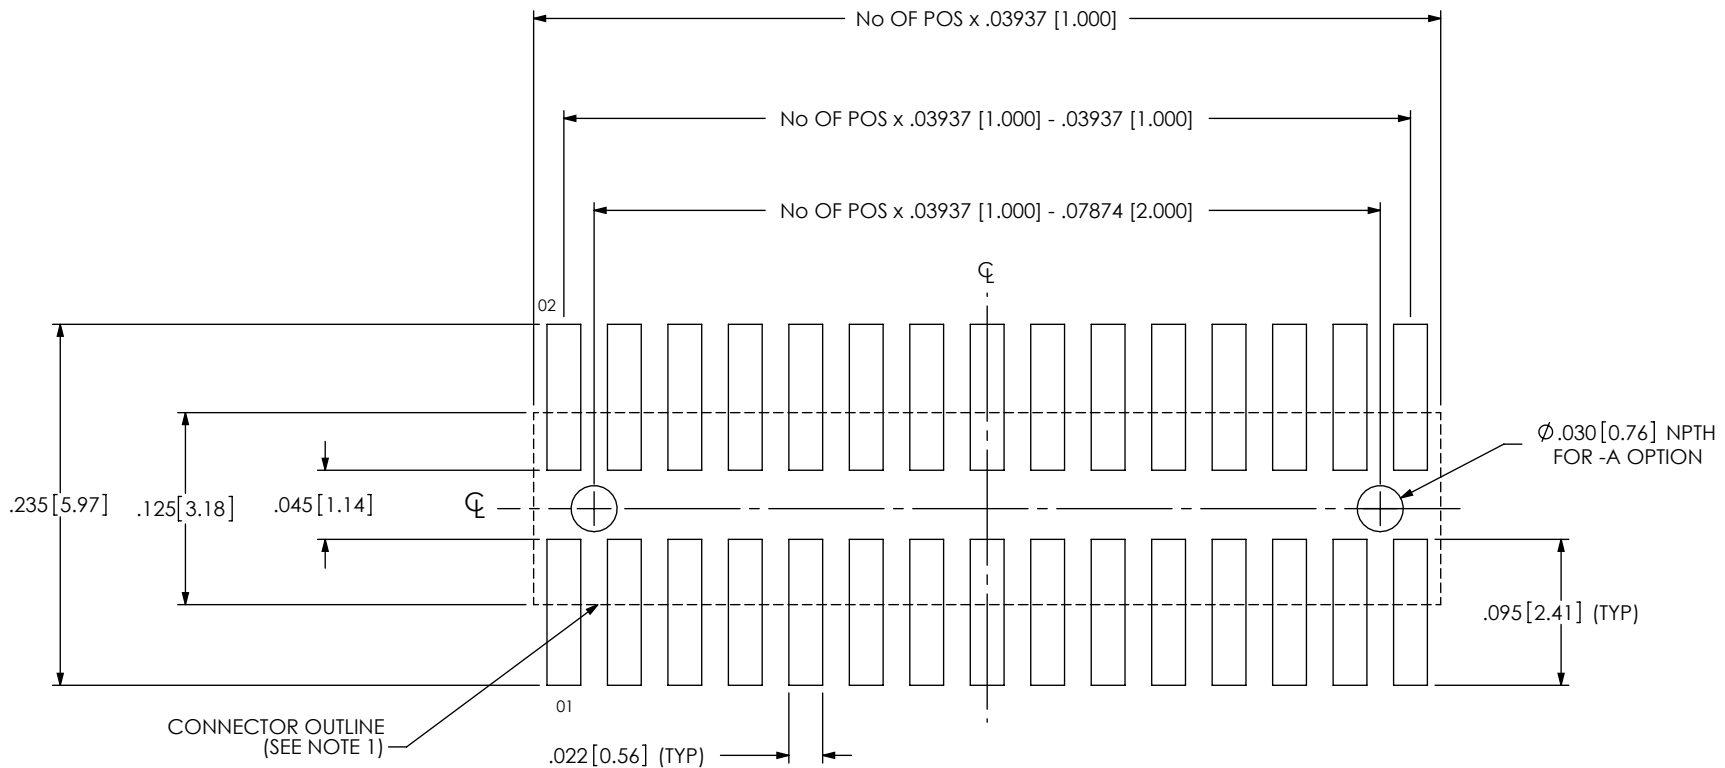 No OF POS x .03937 [1.000]
No OF POS x .03937 [1.000] - .03937 [1.000]
No OF POS x .03937 [1.000] - .07874 [2.000]
℄
02
Ø.030[0.76] NPTH
FOR -A OPTION
.235[5.97]
.125[3.18]
.045[1.14]
℄
.095[2.41] (TYP)
01
CONNECTOR OUTLINE
(SEE NOTE 1)
.022[0.56] (TYP)